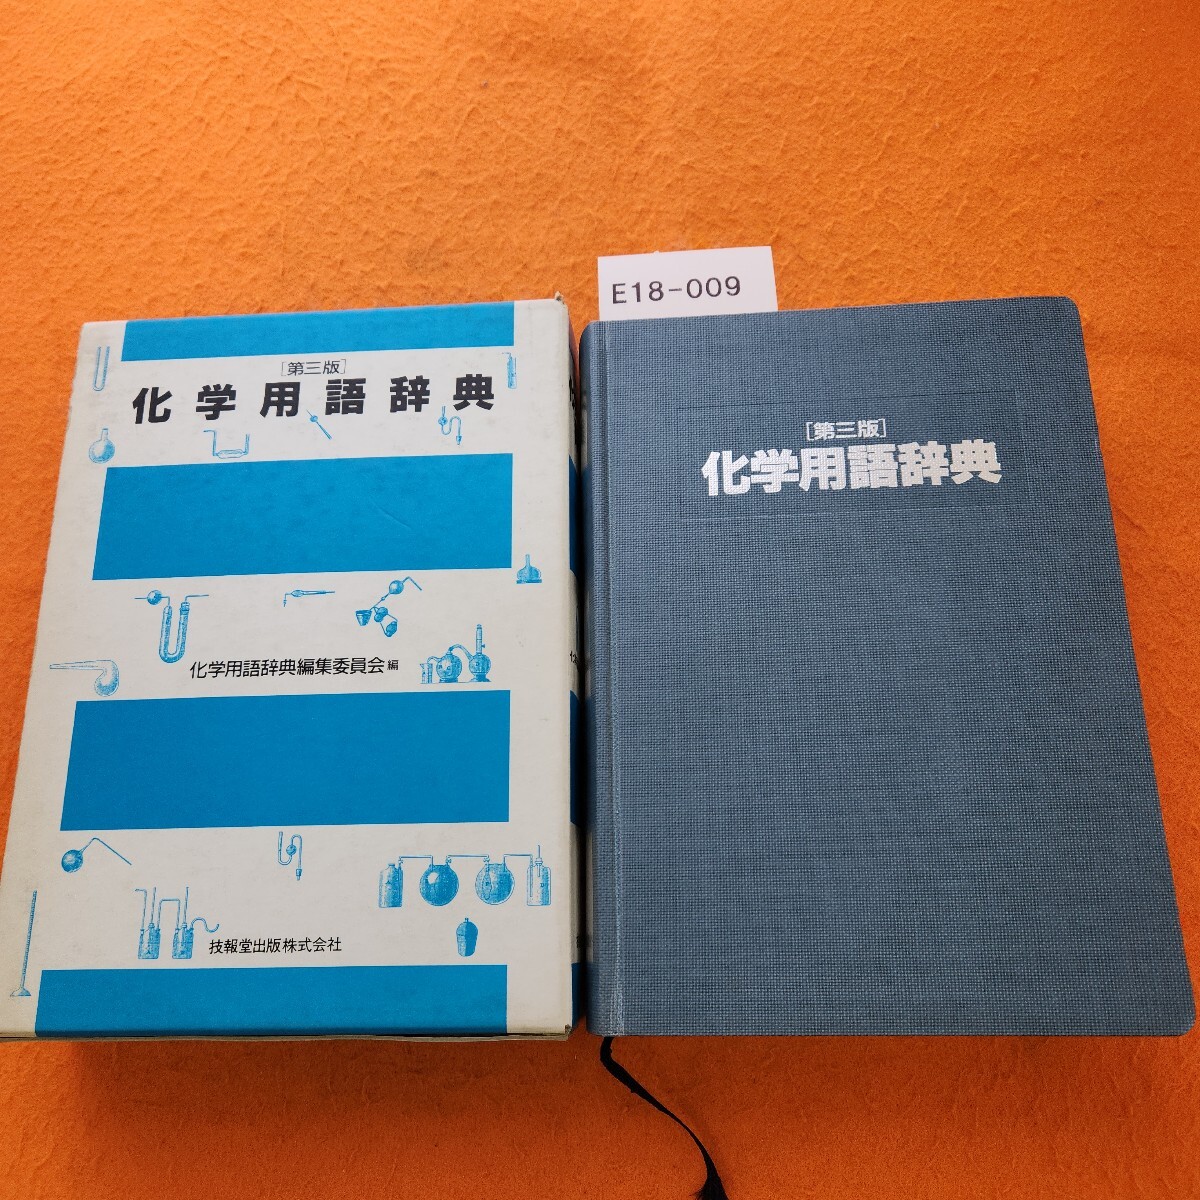 E18-009
[第三版]
化学用語辞典
化学用語辞典編集委員会 編
技報堂出版株式会社
[第三版]
化学用語辞典